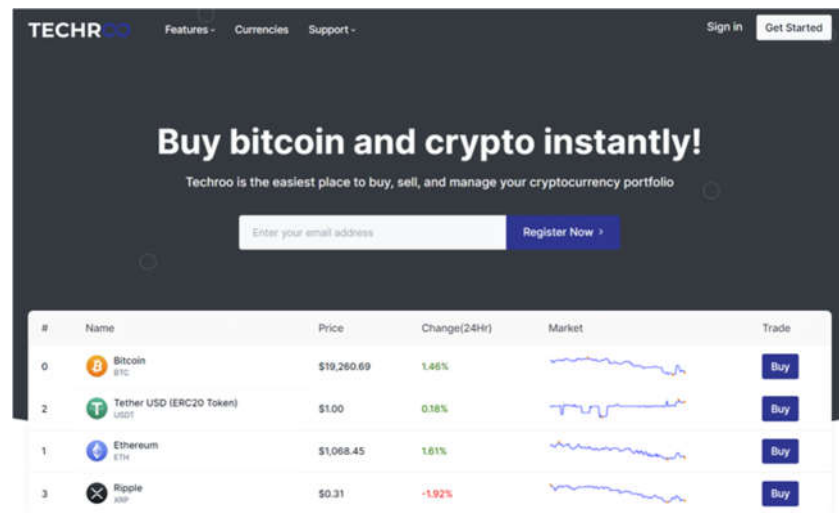 TECHROO Features Currencies Support Sign in Get Started
Buy bitcoin and crypto instantly!
Techroo is the easiest place to buy, sell, and manage your cryptocurrency portfolio
Enter your email address Register Now >
# Name Price Change(24Hr) Market Trade
0 Bitcoin $19,260.69 1.46% Buy
BTC
2 Tether USD (ERC20 Token) $1.00 0.18% Buy
USDT
1 Ethereum $1,068.45 1.61% Buy
ETH
3 Ripple $0.31 -1.92% Buy
XRP